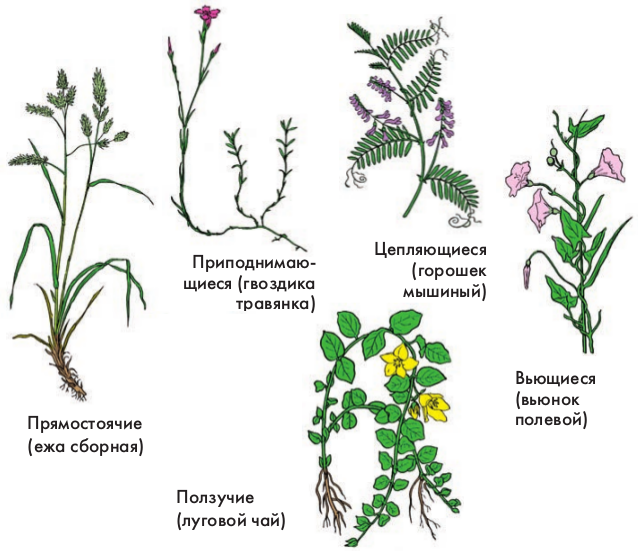 Приподнимаю-
щиеся (гвоздика
травянка)
Цепляющиеся
(горошек
мышиный)
Вьющиеся
(вьюнок
полевой)
Прямостоячие
(ежа сборная)
Ползучие
(луговой чай)